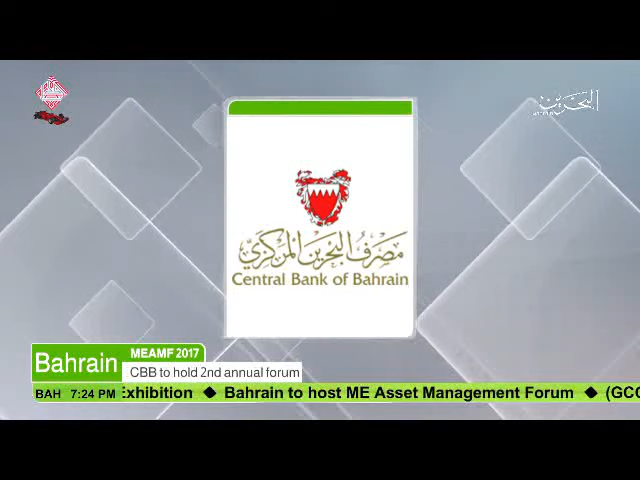 البحرين
مصرف البحرين المركزي
Central Bank of Bahrain
Bahrain
MEAMF 2017
CBB to hold 2nd annual forum
BAH 7:24 PM Exhibition ◆ Bahrain to host ME Asset Management Forum ◆ (GCC